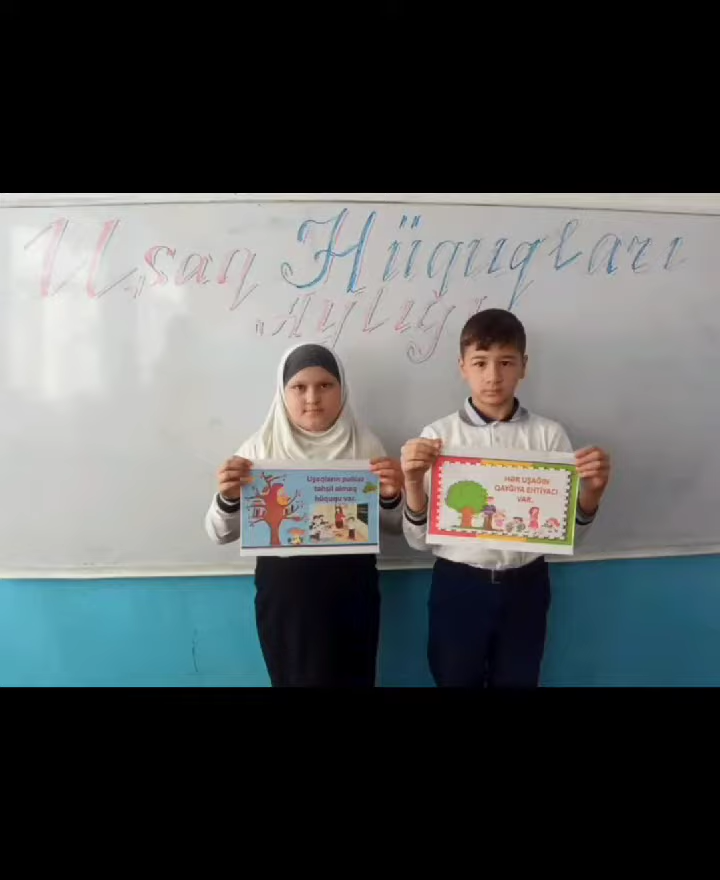 Uşaq Hüquqları
Aylığı
Uşaqların pulsuz
təhsil almaq
hüququ var.
HƏR UŞAĞIN
QAYĞIYA EHTİYACI
VAR.